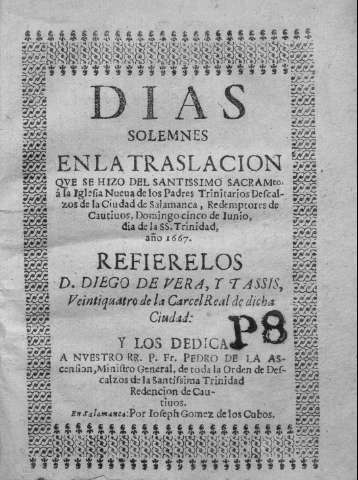 DIAS
SOLEMNES
EN LA TRASLACION
QVE SE HIZO DEL SANTISSIMO SACRAMto.
à la Iglesia Nueua de los Padres Trinitarios Descal-
zos de la Ciudad de Salamanca, Redemptores de
Cautiuos, Domingo cinco de Iunio,
dia de la SS. Trinidad,
año 1667.
REFIERELOS
D. DIEGO DE VERA, Y TASSIS,
Veintiquatro de la Carcel Real de dicha
Ciudad:
P8
Y LOS DEDICA
A NVESTRO RR. P. Fr. PEDRO DE LA AS-
cension, Ministro General, de toda la Orden de Des-
calzos de la Santissima Trinidad
Redencion de Cau-
tiuos.
En Salamanca: Por Ioseph Gomez de los Cubos.